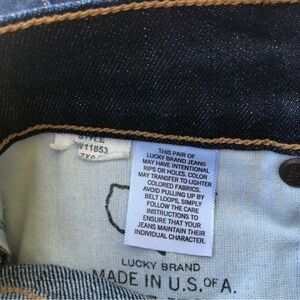 STYLE
THIS PAIR OF
LUCKY BRAND JEANS
MAY HAVE INTENTIONAL
RIPS OR HOLES. COLOR
MAY TRANSFER TO LIGHTER
COLORED FABRICS.
AVOID PULLING UP BY
BELT LOOPS, SIMPLY
FOLLOW THE CARE
INSTRUCTIONS TO
ENSURE THAT YOUR
JEANS MAINTAIN THEIR
INDIVIDUAL CHARACTER.
LUCKY BRAND
MADE IN U.S. OF A.